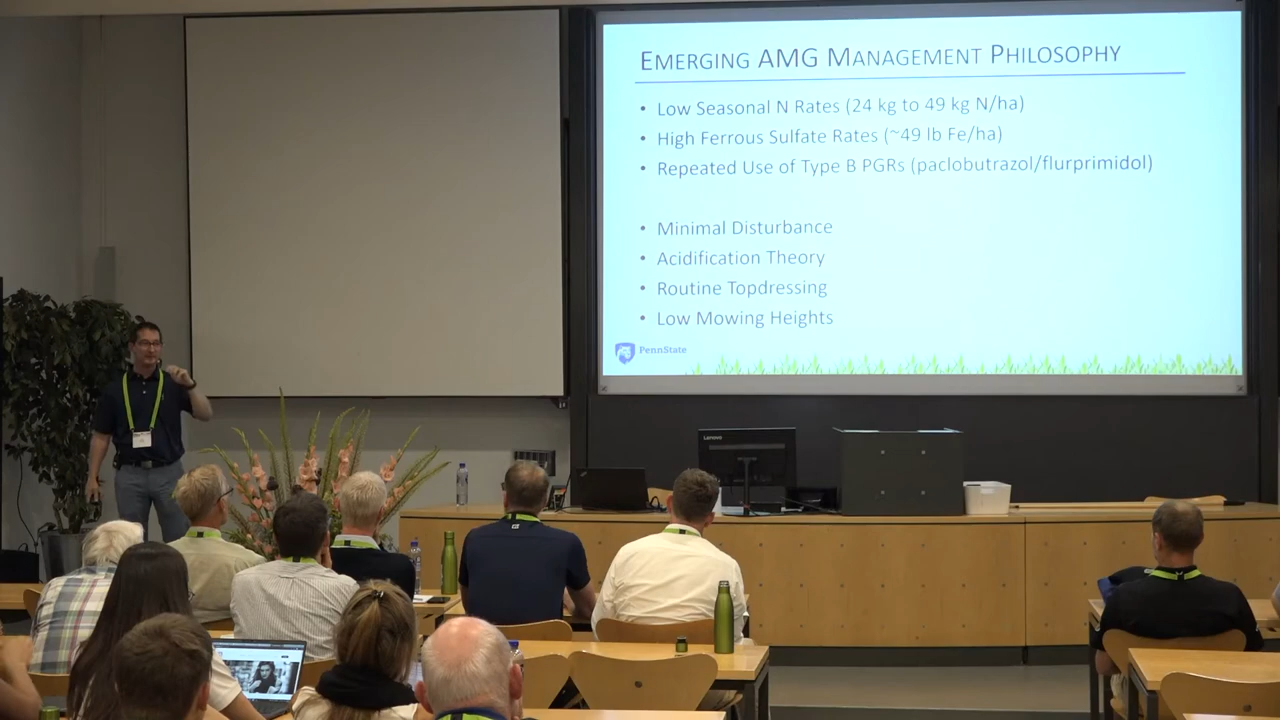 EMERGING AMG MANAGEMENT PHILOSOPHY
• Low Seasonal N Rates (24 kg to 49 kg N/ha)
• High Ferrous Sulfate Rates (~49 lb Fe/ha)
• Repeated Use of Type B PGRs (paclobutrazol/flurprimidol)
• Minimal Disturbance
• Acidification Theory
• Routine Topdressing
• Low Mowing Heights
PennState
Lenovo